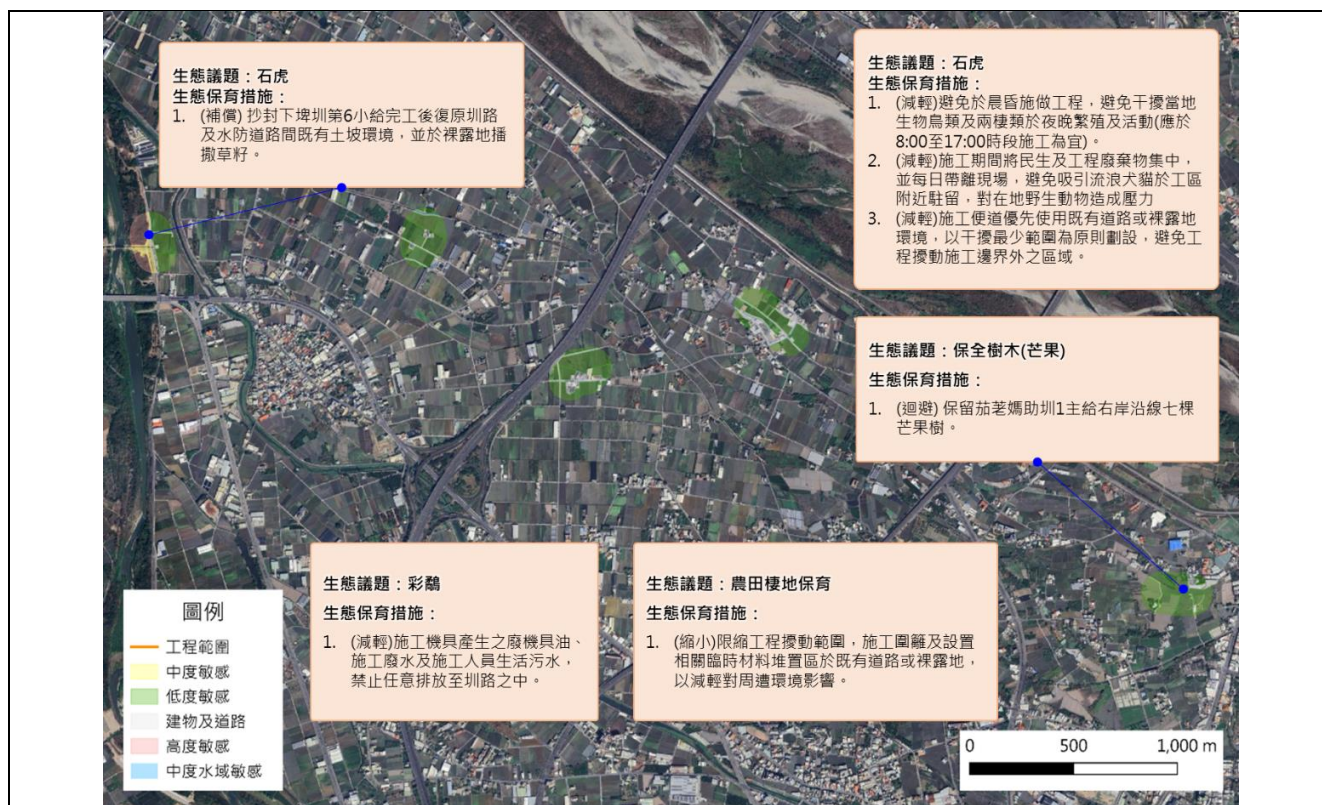 生態議題：石虎
生態保育措施：
1. (補償) 抄封下埤圳第6小給完工後復原圳路
及水防道路間既有土坡環境，並於裸露地播
撒草籽。
生態議題：石虎
生態保育措施：
1. (減輕)避免於晨昏施做工程，避免干擾當地
生物鳥類及兩棲類於夜晚繁殖及活動(應於
8:00至17:00時段施工為宜)。
2. (減輕)施工期間將民生及工程廢棄物集中，
並每日帶離現場，避免吸引流浪犬貓於工區
附近駐留，對在地野生動物造成壓力
3. (減輕)施工便道優先使用既有道路或裸露地
環境，以干擾最少範圍為原則劃設，避免工
程擾動施工邊界外之區域。
生態議題：保全樹木(芒果)
生態保育措施：
1. (迴避) 保留茄荖媽助圳1主給右岸沿線七棵
芒果樹。
生態議題：彩鷸
生態保育措施：
1. (減輕)施工機具產生之廢機具油、
施工廢水及施工人員生活污水，
禁止任意排放至圳路之中。
生態議題：農田棲地保育
生態保育措施：
1. (縮小)限縮工程擾動範圍，施工圍籬及設置
相關臨時材料堆置區於既有道路或裸露地，
以減輕對周遭環境影響。
圖例
工程範圍
中度敏感
低度敏感
建物及道路
高度敏感
中度水域敏感
0 500 1,000 m